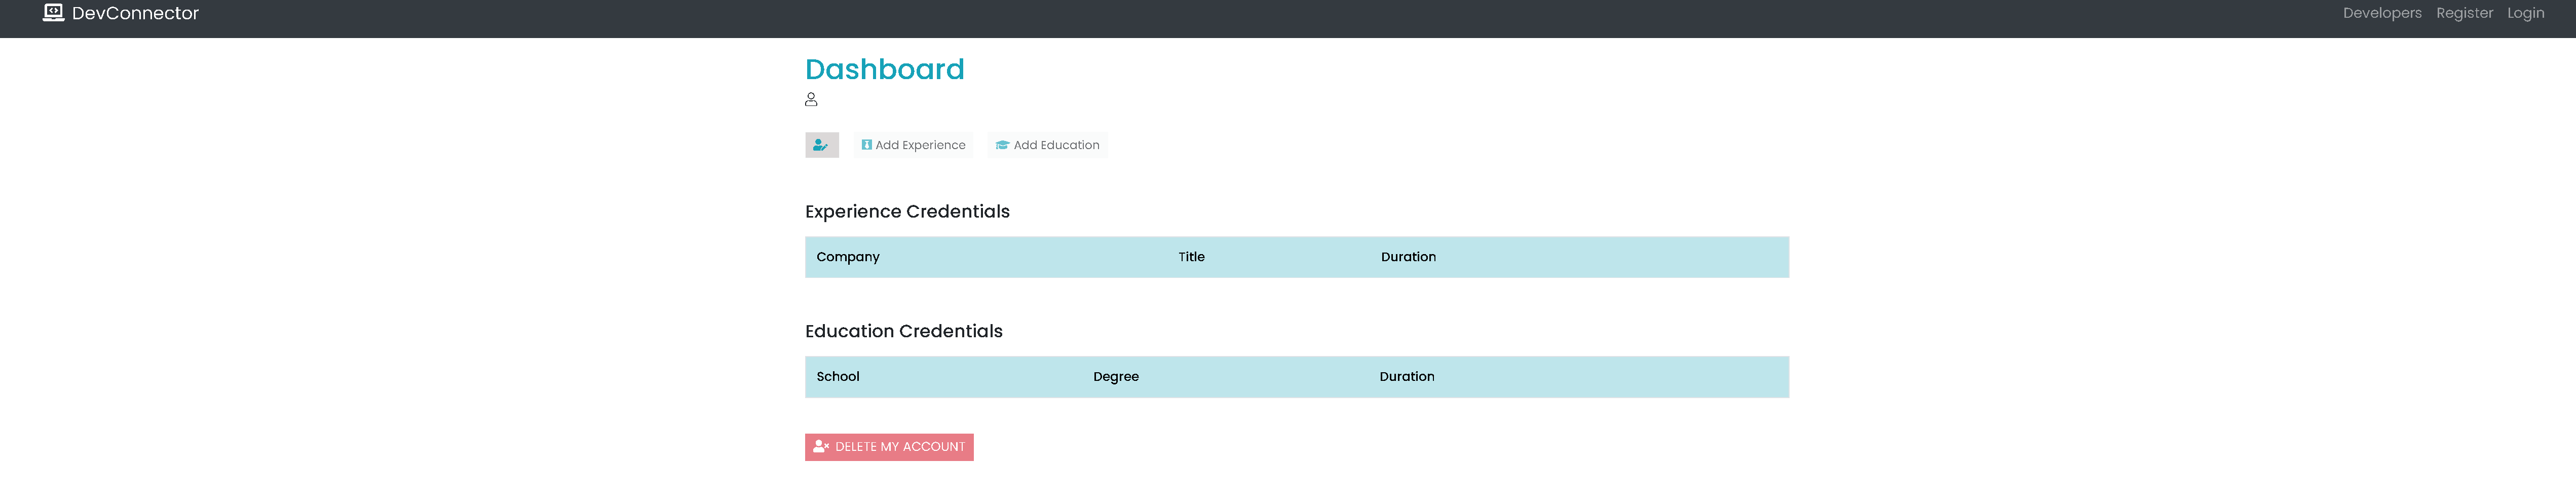 DevConnector Developers Register Login
Dashboard
Add Experience Add Education
Experience Credentials
Company Title Duration
Education Credentials
School Degree Duration
DELETE MY ACCOUNT